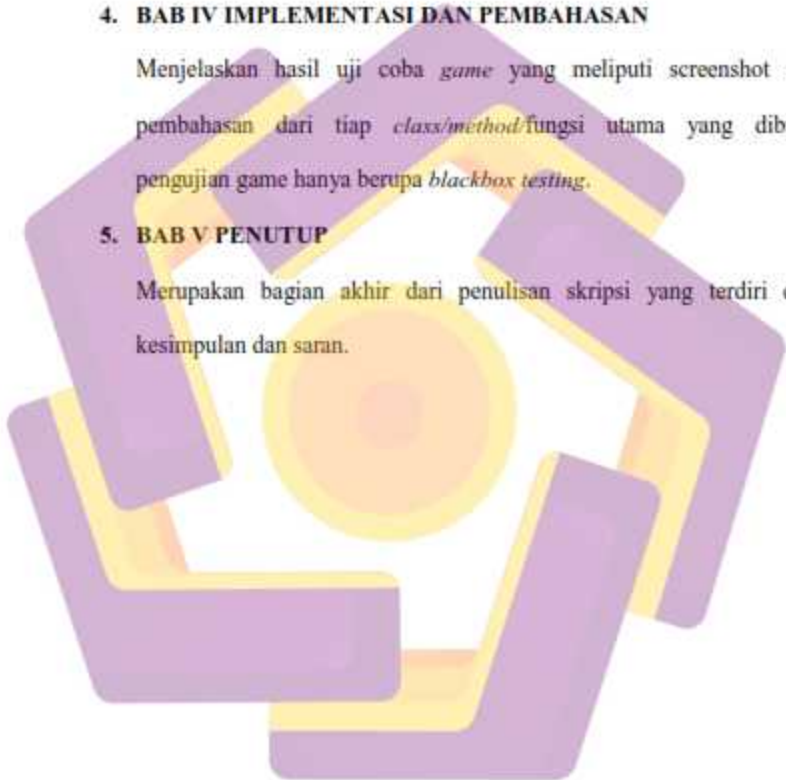 4. BAB IV IMPLEMENTASI DAN PEMBAHASAN
Menjelaskan hasil uji coba game yang meliputi screenshot
pembahasan dari tiap class/method/fungsi utama yang
pengujian game hanya berupa blackbox testing.
5. BAB V PENUTUP
Merupakan bagian akhir dari penulisan skripsi yang terdiri
kesimpulan dan saran.